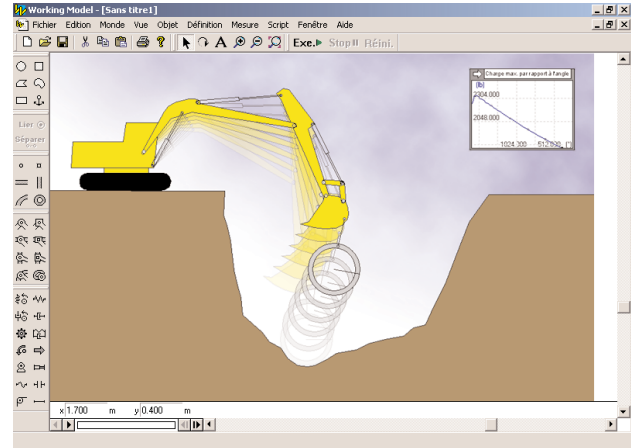 Working Model - [Sans titre1]
Fichier Edition Monde Vue Objet Définition Mesure Script Fenêtre Aide
A Exe. Stop II Réini.
Lier
Séparer
Charge max. par rapport à l'angle
(lb)
2304.000
2048.000
1024.000 512.000 (°)
x 1.700 m y 0.400 m